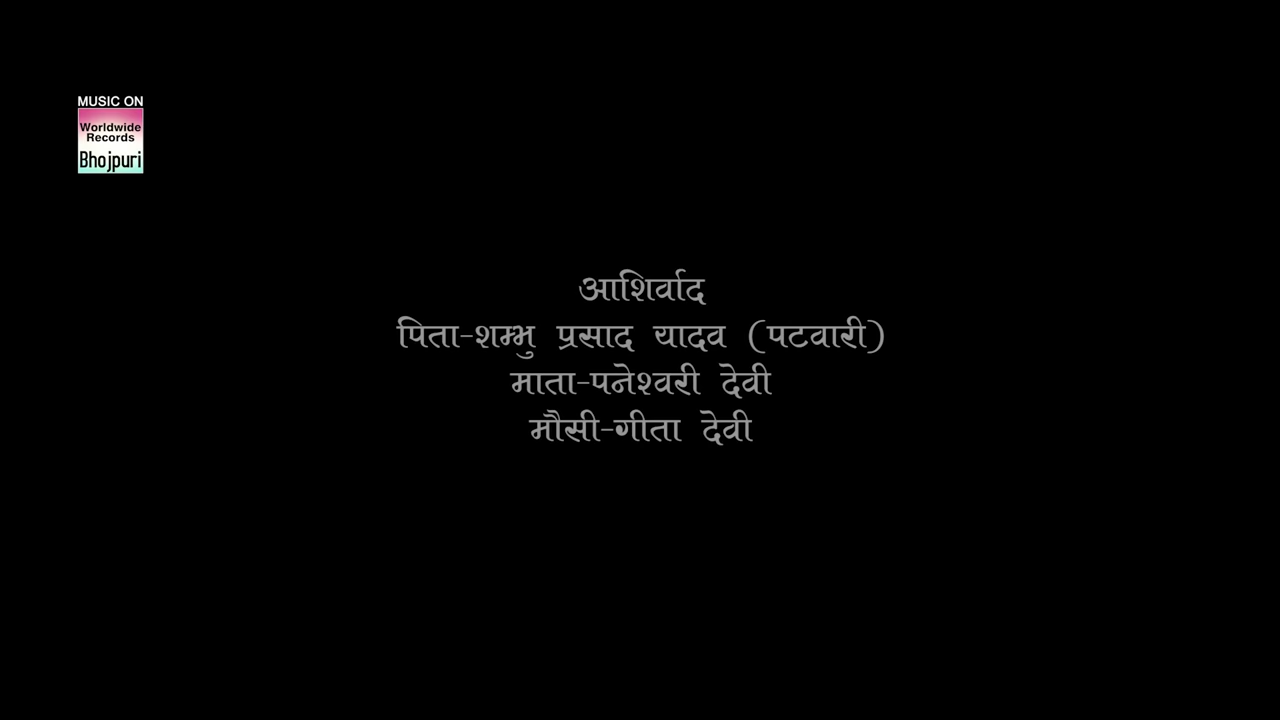 MUSIC ON
Worldwide
Records
Bhojpuri
आशिर्वाद
पिता-शम्भु प्रसाद यादव (पटवारी)
माता-पनेश्वरी देवी
मौसी-गीता देवी